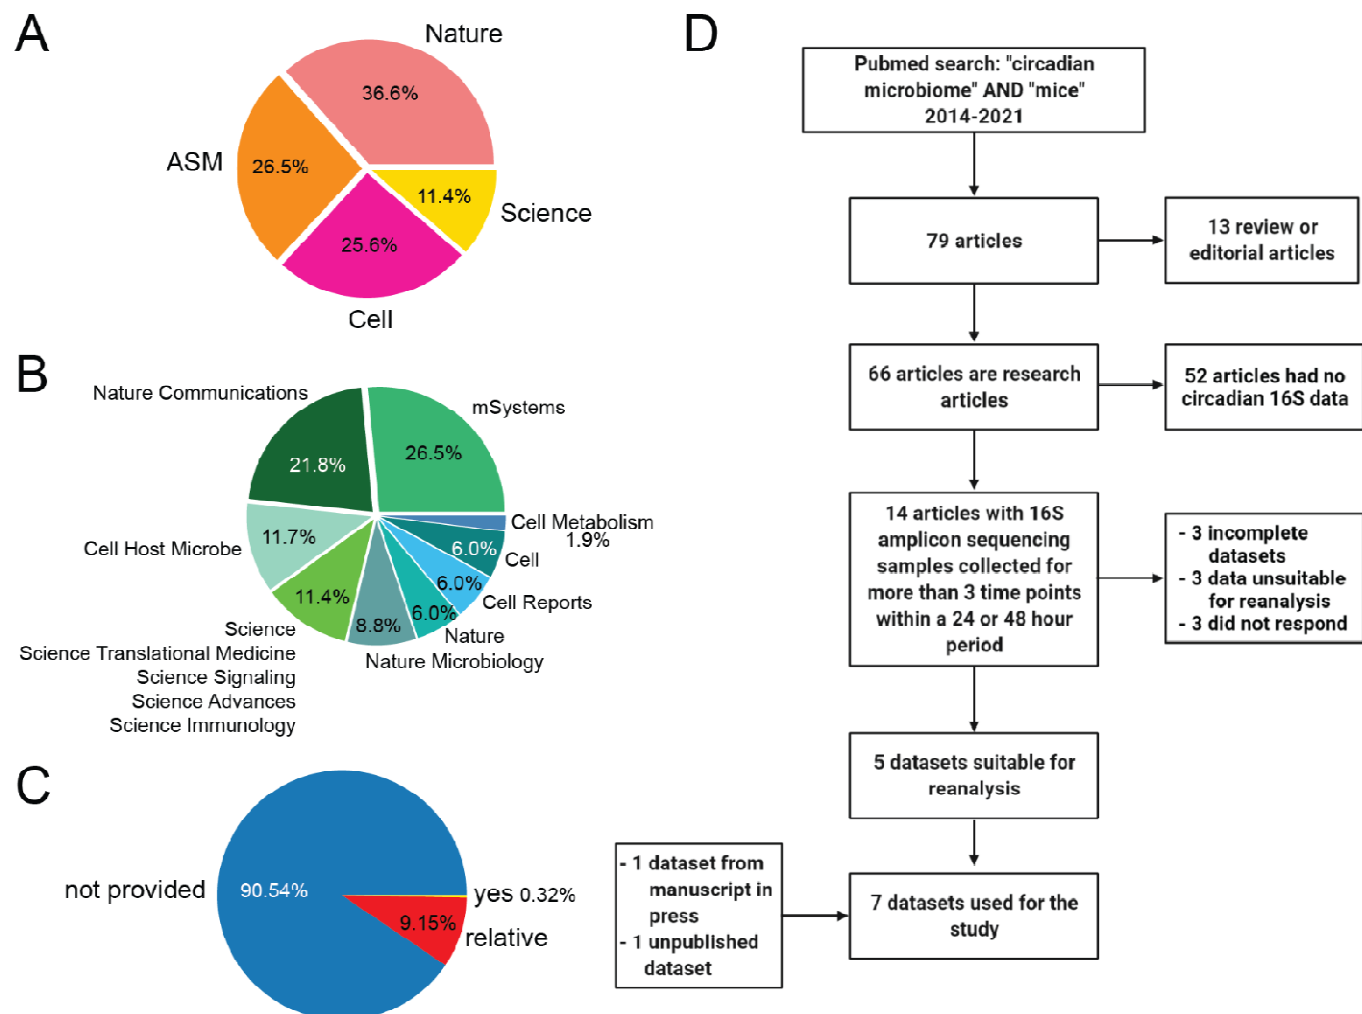 A
Nature
36.6%
ASM
26.5%
11.4%
Science
25.6%
Cell
B
Nature Communications
mSystems
26.5%
21.8%
Cell Metabolism
1.9%
11.7%
Cell Host Microbe
6.0%
Cell
6.0%
Cell Reports
11.4%
6.0%
Nature
8.8%
Nature Microbiology
Science
Science Translational Medicine
Science Signaling
Science Advances
Science Immunology
C
not provided
90.54%
yes 0.32%
9.15%
relative
D
Pubmed search: "circadian
microbiome" AND "mice"
2014-2021
79 articles
13 review or
editorial articles
66 articles are research
articles
52 articles had no
circadian 16S data
14 articles with 16S
amplicon sequencing
samples collected for
more than 3 time points
within a 24 or 48 hour
period
- 3 incomplete
datasets
- 3 data unsuitable
for reanalysis
- 3 did not respond
5 datasets suitable for
reanalysis
- 1 dataset from
manuscript in
press
- 1 unpublished
dataset
7 datasets used for the
study